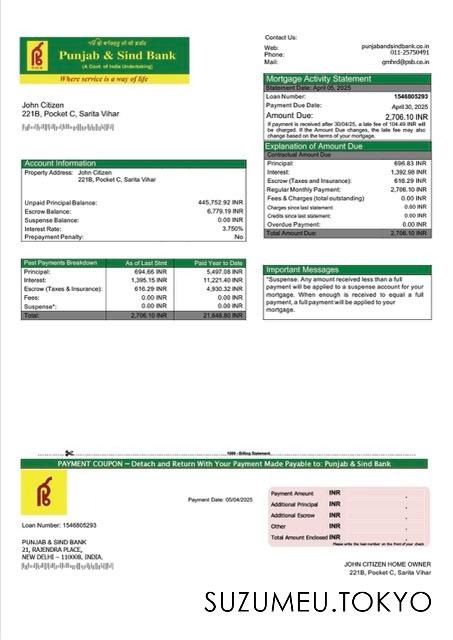 Punjab & Sind Bank
(A Govt. of India Undertaking)
Where service is a way of life
Contact Us:
Web: punjabandsindbank.co.in
Phone: 011-25750491
Mail: gmhrd@psb.co.in
John Citizen
221B, Pocket C, Sarita Vihar
Mortgage Activity Statement
Statement Date: April 05, 2025
Loan Number: 1546805293
Payment Due Date: April 30, 2025
Amount Due: 2,706.10 INR
If payment is received after 30/04/25, a late fee of 104.49 INR will
be charged. If the Amount Due changes, the late fee may also
change based on terms of your mortgage.
Explanation of Amount Due
Contractual Amount Due
Principal: 696.83 INR
Interest: 1,392.98 INR
Escrow (Taxes and Insurance): 616.29 INR
Regular Monthly Payment: 2,706.10 INR
Fees & Charges (total outstanding) 0.00 INR
Charges since last statement: 0.00 INR
Credits since last statement: 0.00 INR
Overdue Payment: 0.00 INR
Total Amount Due: 2,706.10 INR
Account Information
Property Address: John Citizen
221B, Pocket C, Sarita Vihar
Unpaid Principal Balance: 445,752.92 INR
Escrow Balance: 6,779.19 INR
Suspense Balance: 0.00 INR
Interest Rate: 3.750%
Prepayment Penalty: No
Past Payments Breakdown As of Last Stmt Paid Year to Date
Principal: 694.66 INR 5,497.08 INR
Interest: 1,395.15 INR 11,221.40 INR
Escrow (Taxes & Insurance): 616.29 INR 4,930.32 INR
Fees: 0.00 INR 0.00 INR
Suspense*: 0.00 INR 0.00 INR
Total: 2,706.10 INR 21,648.80 INR
Important Messages
*Suspense: Any amount received less than a full
payment will be applied to a suspense account for your
mortgage. When enough is received to equal a full
payment, a full payment will be applied to your
mortgage.
Billing Statement
PAYMENT COUPON – Detach and Return With Your Payment Made Payable to: Punjab & Sind Bank
Payment Date: 05/04/2025
Payment Amount INR .
Additional Principal INR .
Additional Escrow INR .
Other INR .
Total Amount Enclosed INR .
Please write the loan number on the front of your check
Loan Number: 1546805293
PUNJAB & SIND BANK
21, RAJENDRA PLACE,
NEW DELHI – 110008, INDIA,
JOHN CITIZEN HOME OWNER
221B, Pocket C, Sarita Vihar
SUZUMEU.TOKYO